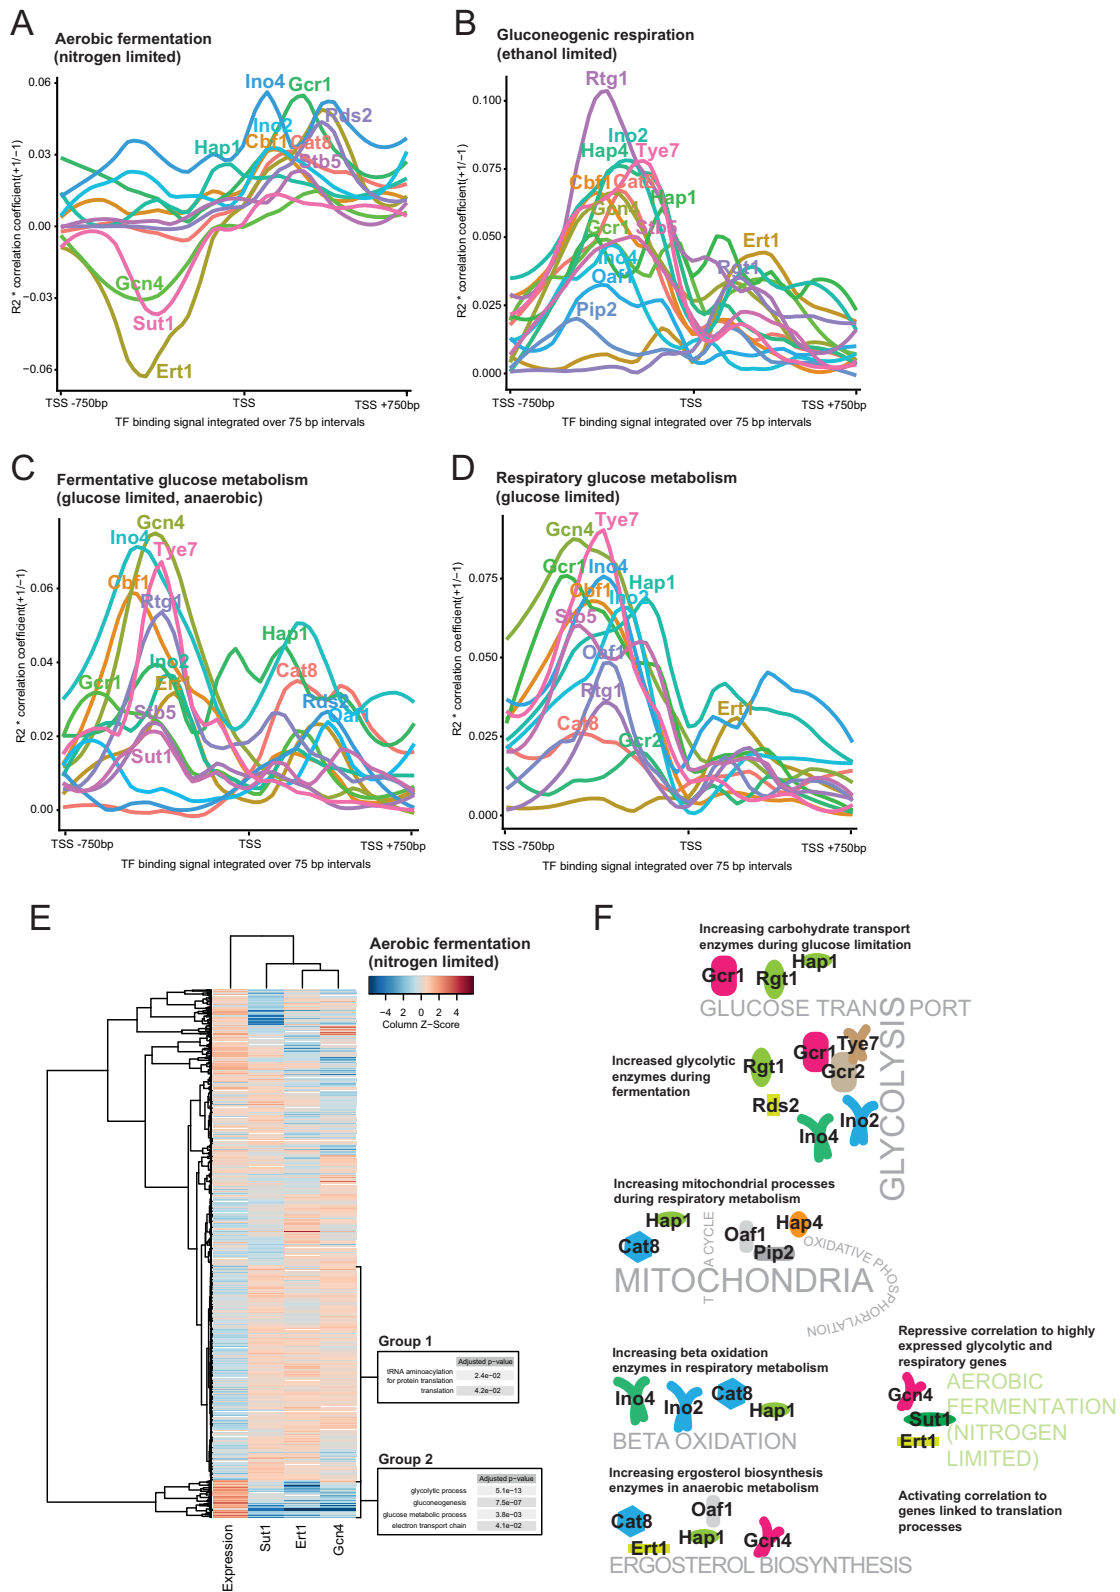 A
Aerobic fermentation
(nitrogen limited)
R2 * correlation coefficient(+1/−1)
0.06
0.03
0.00
−0.03
−0.06
Ino4
Gcr1
Rds2
Ino2
Hap1
Cbf1
Cat8
Stb5
Gcn4
Sut1
Ert1
TSS -750bp
TSS
TSS +750bp
TF binding signal integrated over 75 bp intervals
B
Gluconeogenic respiration
(ethanol limited)
R2 * correlation coefficient(+1/−1)
0.100
0.075
0.050
0.025
0.000
Rtg1
Ino2
Hap4
Tye7
Cbf1
Cat8
Hap1
Gcn4
Gcr1
Stb5
Ert1
Ino4
Rgt1
Oaf1
Pip2
TSS -750bp
TSS
TSS +750bp
TF binding signal integrated over 75 bp intervals
C
Fermentative glucose metabolism
(glucose limited, anaerobic)
R2 * correlation coefficient(+1/−1)
0.06
0.04
0.02
0.00
Gcn4
Ino4
Tye7
Cbf1
Rtg1
Hap1
Ino2
Cat8
Gcr1
Ert1
Rds2
Stb5
Oaf1
Sut1
TSS -750bp
TSS
TSS +750bp
TF binding signal integrated over 75 bp intervals
D
Respiratory glucose metabolism
(glucose limited)
R2 * correlation coefficient(+1/−1)
0.075
0.050
0.025
0.000
Tye7
Gcn4
Gcr1
Ino4
Hap1
Cbf1
Ino2
Stb5
Oaf1
Rtg1
Ert1
Cat8
Gcr2
TSS -750bp
TSS
TSS +750bp
TF binding signal integrated over 75 bp intervals
E
Aerobic fermentation
(nitrogen limited)
−4 −2 0 2 4
Column Z−Score
Group 1
Adjusted p−value
tRNA aminoacylation
for protein translation 2.4e−02
translation 4.2e−02
Group 2
Adjusted p−value
glycolytic process 5.1e−13
gluconeogenesis 7.5e−07
glucose metabolic process 3.8e−03
electron transport chain 4.1e−02
Expression
Sut1
Ert1
Gcn4
F
Increasing carbohydrate transport
enzymes during glucose limitation
Gcr1
Rgt1
Hap1
GLUCOSE TRANSPORT
GLYCOLYSIS
Increased glycolytic
enzymes during
fermentation
Rgt1
Gcr1
Tye7
Gcr2
Rds2
Ino4
Ino2
Increasing mitochondrial processes
during respiratory metabolism
Hap1
Cat8
TCA CYCLE
Oaf1
Hap4
Pip2
OXIDATIVE PHOSPHORYLATION
MITOCHONDRIA
Increasing beta oxidation
enzymes in respiratory metabolism
Ino4
Ino2
Cat8
Hap1
BETA OXIDATION
Increasing ergosterol biosynthesis
enzymes in anaerobic metabolism
Cat8
Ert1
Oaf1
Hap1
Gcn4
ERGOSTEROL BIOSYNTHESIS
Repressive correlation to highly
expressed glycolytic and
respiratory genes
Gcn4
Sut1
Ert1
AEROBIC
FERMENTATION
(NITROGEN
LIMITED)
Activating correlation to
genes linked to translation
processes